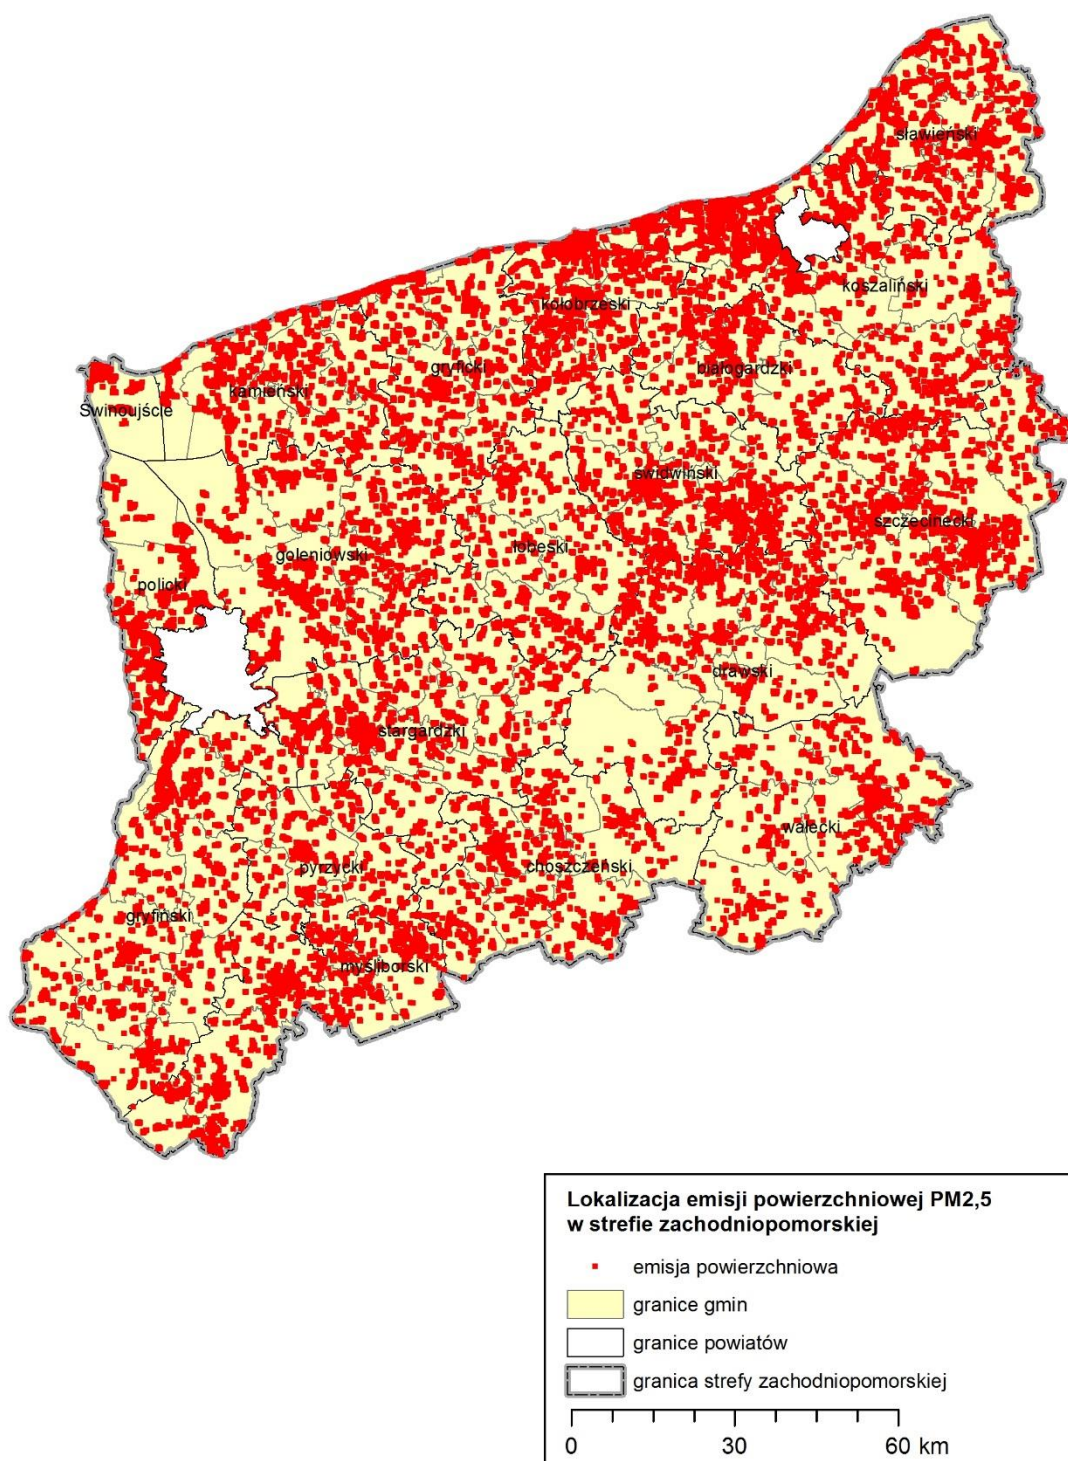 sławieński
koszaliński
kołobrzeski
gryficki
białogardzki
kamieński
Świnoujście
świdwiński
szczecinecki
łobeski
goleniowski
policki
drawski
stargardzki
wałecki
choszczeński
pyrzycki
gryfiński
myśliborski
Lokalizacja emisji powierzchniowej PM2,5
w strefie zachodniopomorskiej
emisja powierzchniowa
granice gmin
granice powiatów
granica strefy zachodniopomorskiej
0 30 60 km